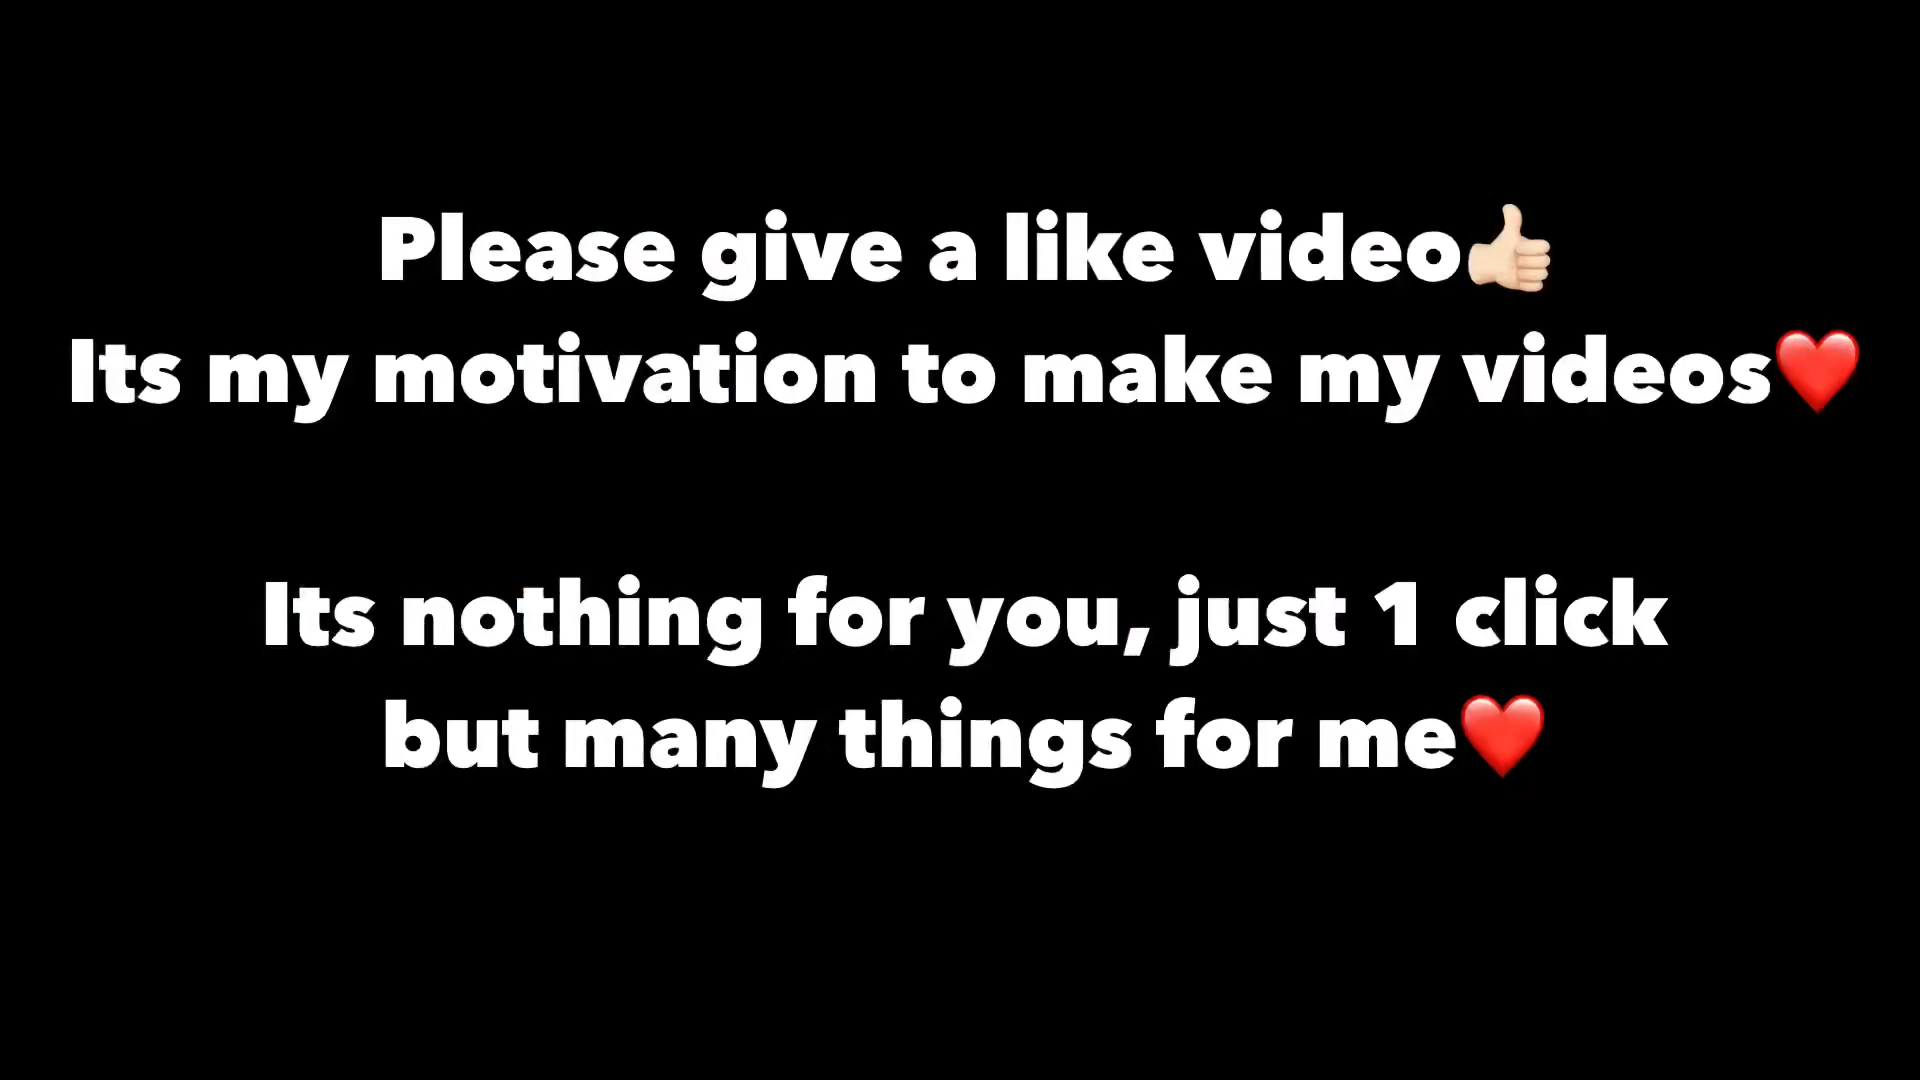 Please give a like video👍🏻
Its my motivation to make my videos❤️
Its nothing for you, just 1 click
but many things for me❤️